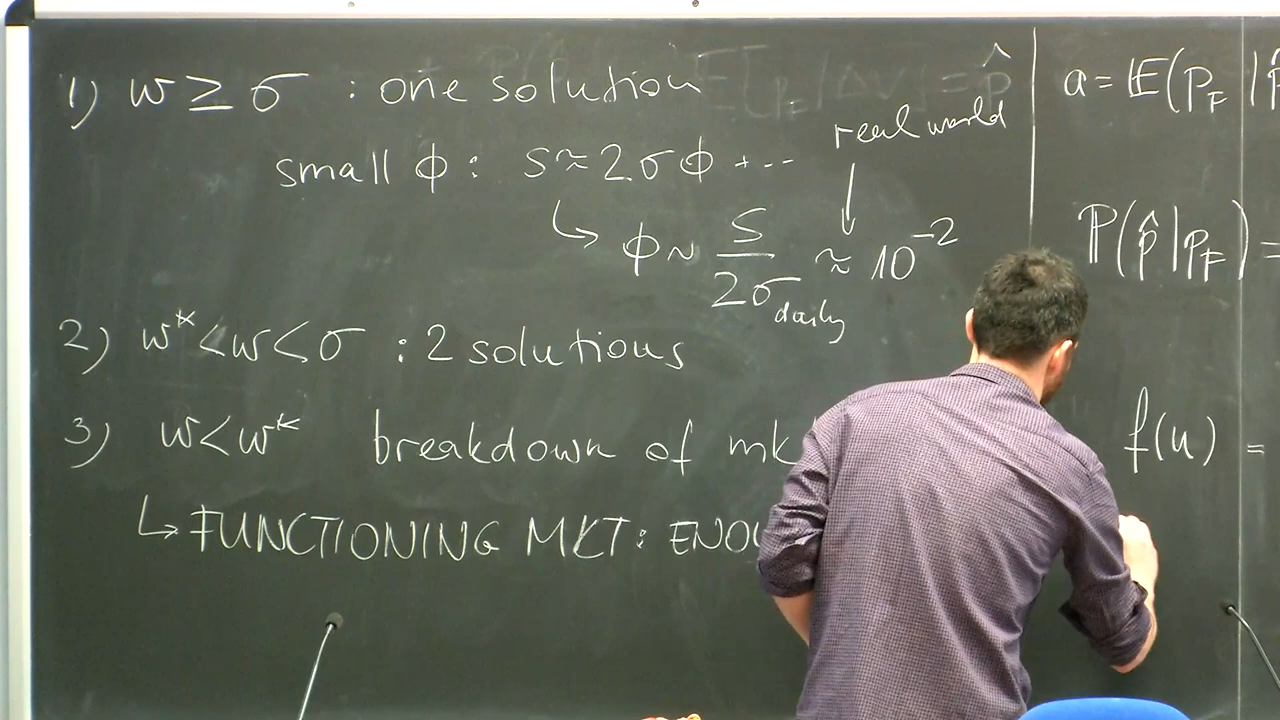 1) w ≥ σ : one solution
small ϕ : s ≈ 2σϕ + ...
real world
↳ ϕ ~ s / 2σ_daily ≈ 10^-2
2) w* < w < σ : 2 solutions
3) w < w* breakdown of mk
↳ FUNCTIONING MKT: ENOU
a = 𝔼(p_F | p̂
ℙ(p̂ | p_F) =
f(u) =